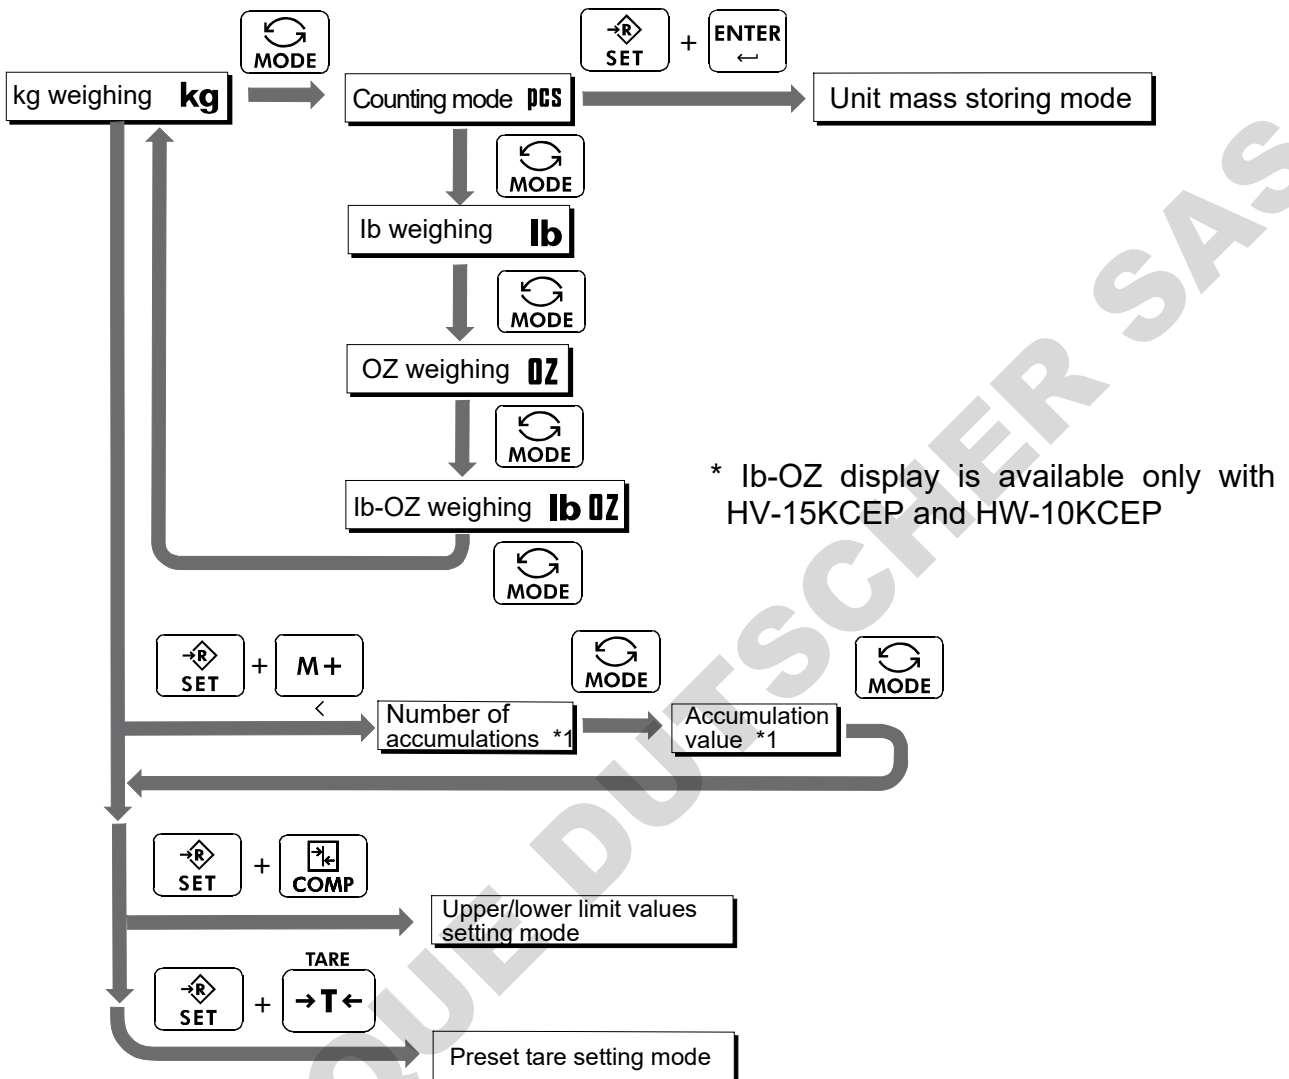 MODE
SET + ENTER
kg weighing kg
Counting mode pcs
Unit mass storing mode
MODE
lb weighing lb
MODE
OZ weighing OZ
MODE
lb-OZ weighing lb OZ
* lb-OZ display is available only with
HV-15KCEP and HW-10KCEP
MODE
SET + M+ <
MODE
MODE
Number of
accumulations *1
Accumulation
value *1
SET + COMP
Upper/lower limit values
setting mode
TARE
SET + →T←
Preset tare setting mode
QUE DUTSCHER SAS